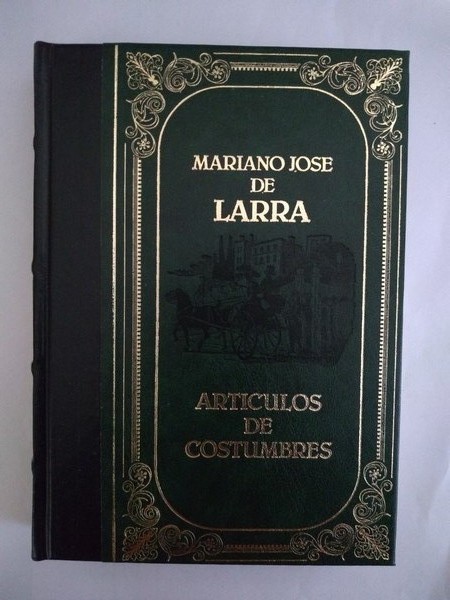 MARIANO JOSE
DE
LARRA
ARTICULOS
DE
COSTUMBRES